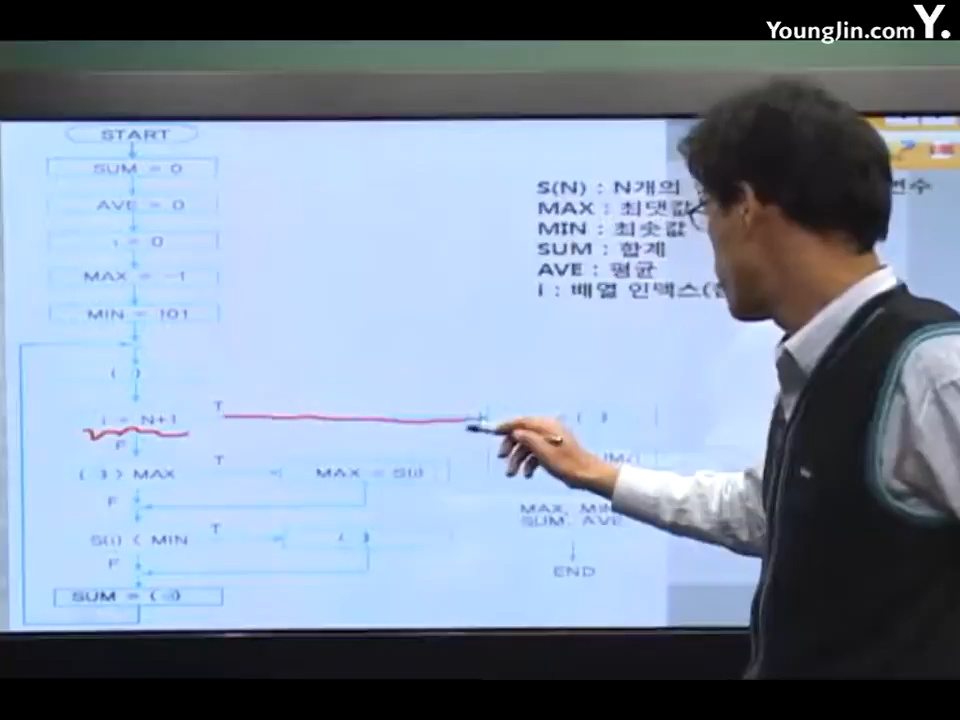 YoungJin.com Y.
START
SUM = 0
AVE = 0
i = 0
MAX = -1
MIN = 101
( )
i = N+1
T
F
( ) MAX
T
MAX = S(i)
F
S(i) < MIN
T
( )
F
SUM = ( )
= ( )
MAX, MIN
SUM, AVE
END
S(N) : N개의 변수
MAX : 최댓값
MIN : 최솟값
SUM : 합계
AVE : 평균
i : 배열 인덱스(